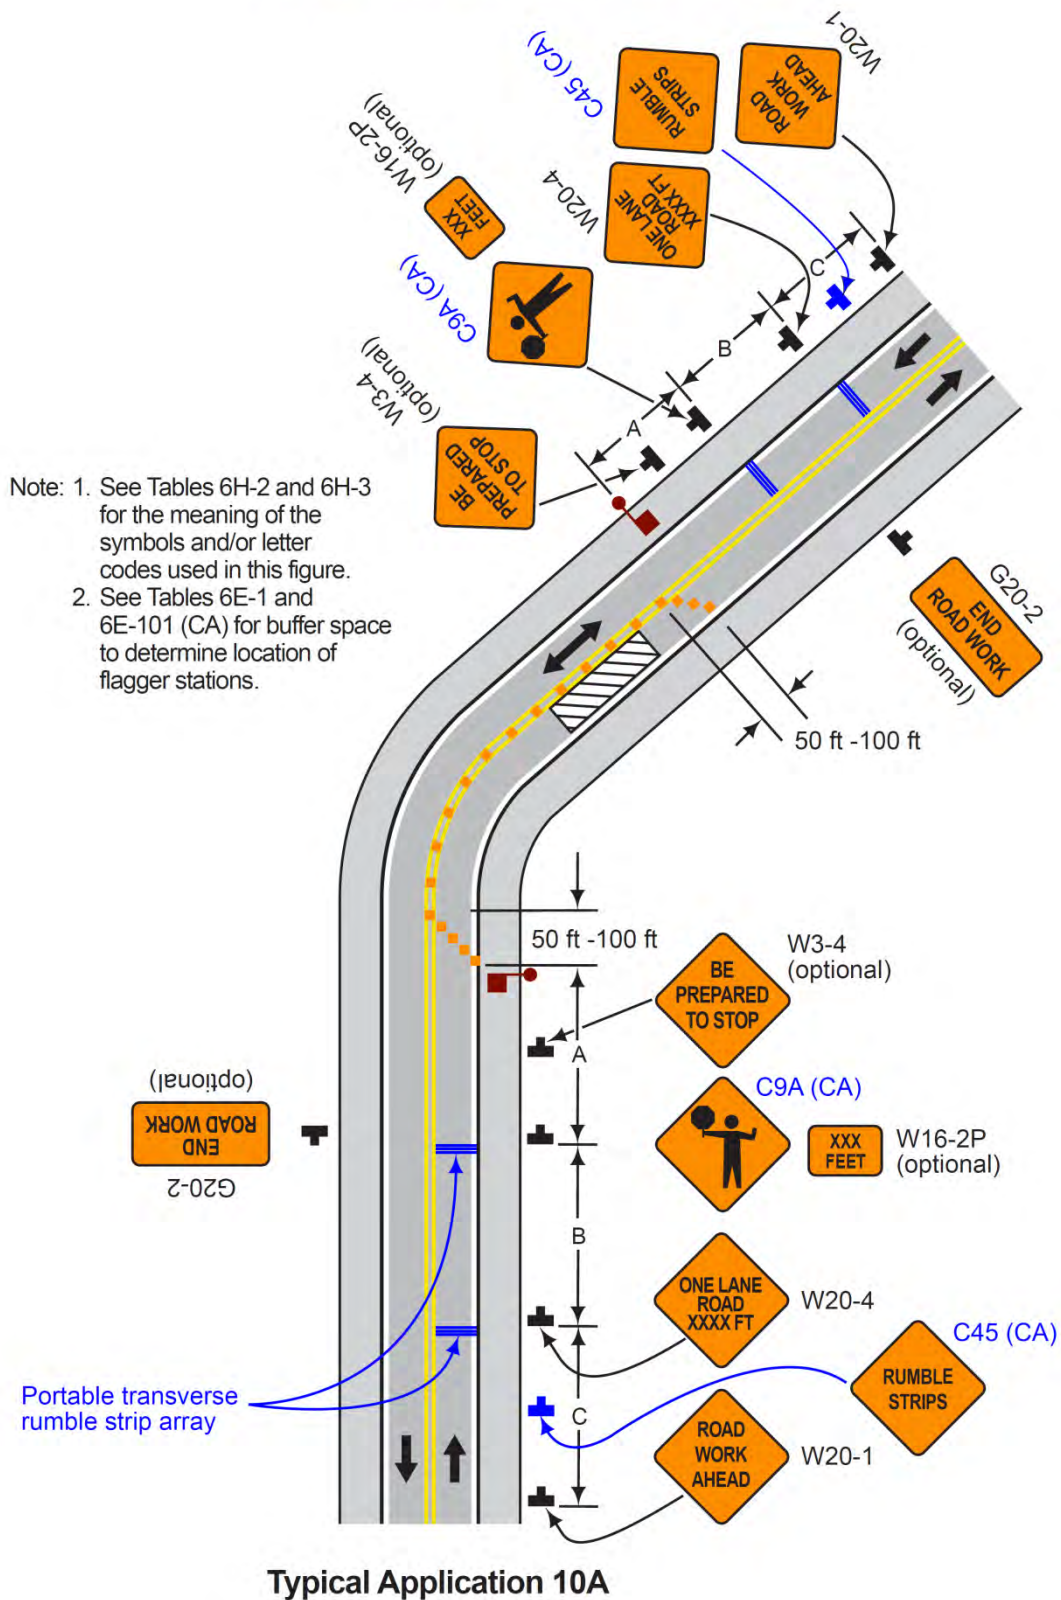 W20-1
ROAD
WORK
AHEAD
C45 (CA)
RUMBLE
STRIPS
W20-4
ONE LANE
ROAD
XXXX FT
W16-2P
(optional)
XXX
FEET
C9A (CA)
W3-4
(optional)
BE
PREPARED
TO STOP
C
B
A
Note: 1. See Tables 6H-2 and 6H-3
for the meaning of the
symbols and/or letter
codes used in this figure.
2. See Tables 6E-1 and
6E-101 (CA) for buffer space
to determine location of
flagger stations.
G20-2
END
ROAD WORK
(optional)
50 ft -100 ft
50 ft -100 ft
W3-4
(optional)
BE
PREPARED
TO STOP
A
C9A (CA)
XXX
FEET
W16-2P
(optional)
G20-2
END
ROAD WORK
(optional)
B
ONE LANE
ROAD
XXXX FT
W20-4
C45 (CA)
RUMBLE
STRIPS
C
ROAD
WORK
AHEAD
W20-1
Portable transverse
rumble strip array
Typical Application 10A